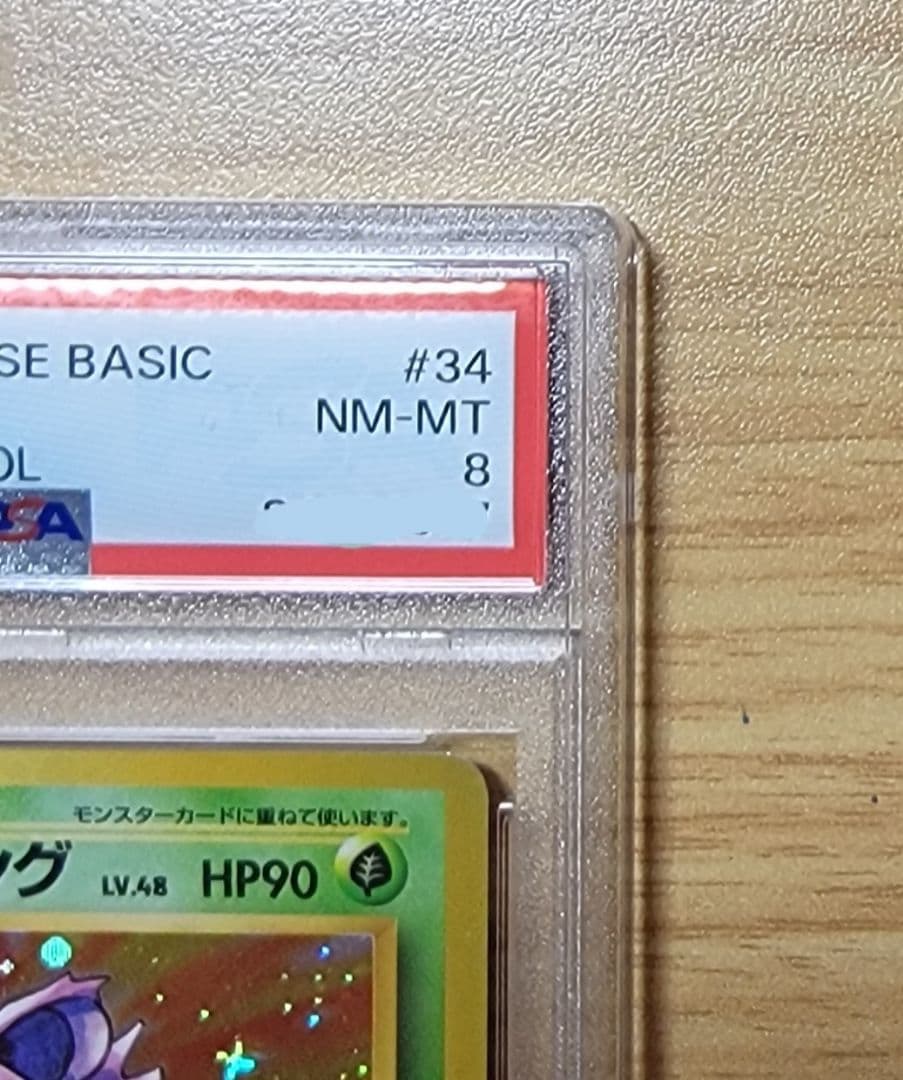 SE BASIC #34
NM-MT
OL 8
PSA
モンスターカードに重ねて使います。
ング LV.48 HP90